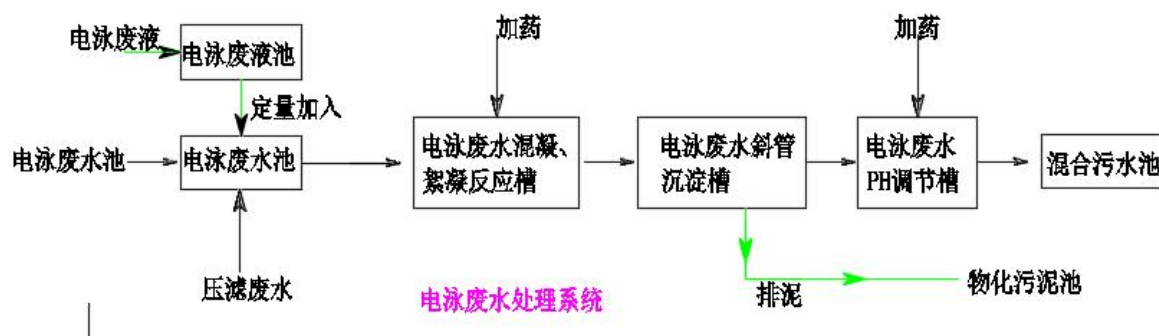 加药
加药
电泳废液
电泳废液池
定量加入
电泳废水池
电泳废水池
电泳废水混凝、
絮凝反应槽
电泳废水斜管
沉淀槽
电泳废水
PH调节槽
混合污水池
压滤废水
电泳废水处理系统
排泥
物化污泥池